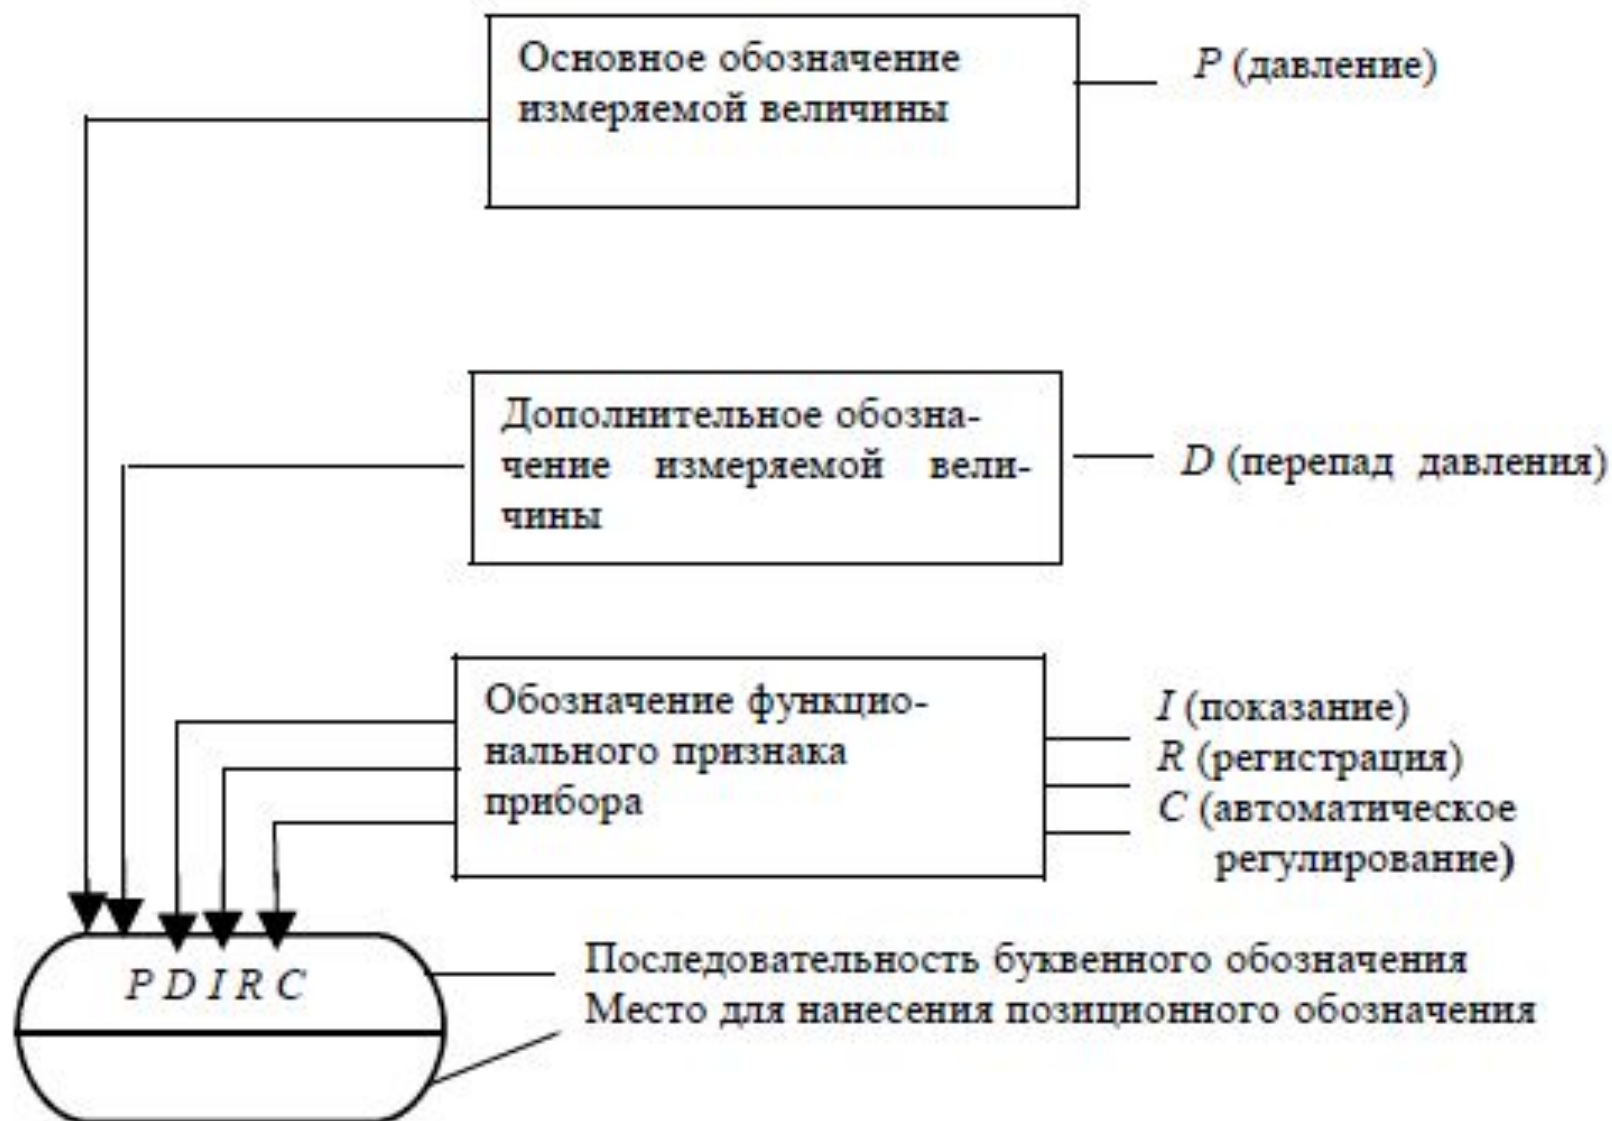 Основное обозначение
измеряемой величины
P (давление)
Дополнительное обозна-
чение измеряемой вели-
чины
D (перепад давления)
Обозначение функцио-
нального признака
прибора
I (показание)
R (регистрация)
C (автоматическое
регулирование)
P D I R C
Последовательность буквенного обозначения
Место для нанесения позиционного обозначения